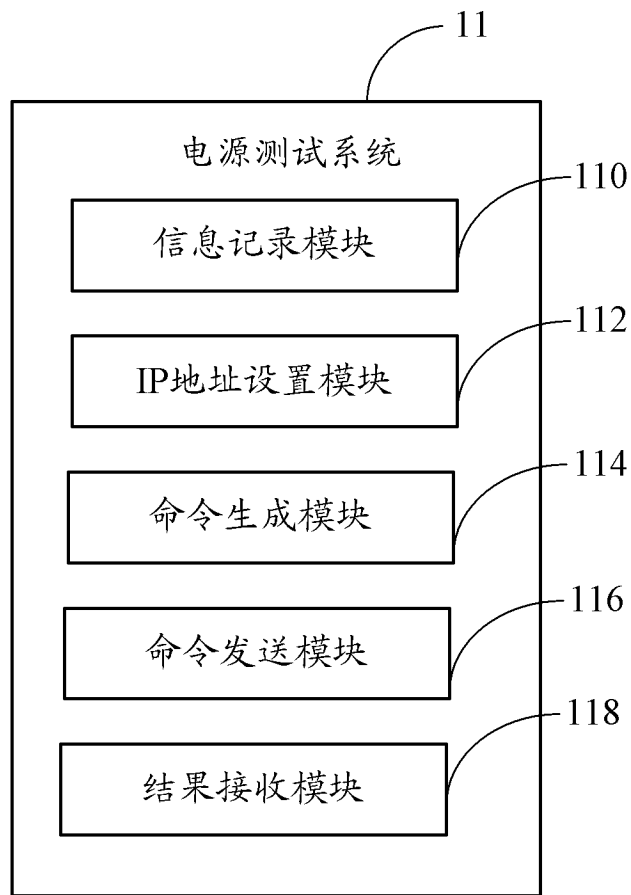 11
电源测试系统
110
信息记录模块
112
IP地址设置模块
114
命令生成模块
116
命令发送模块
118
结果接收模块